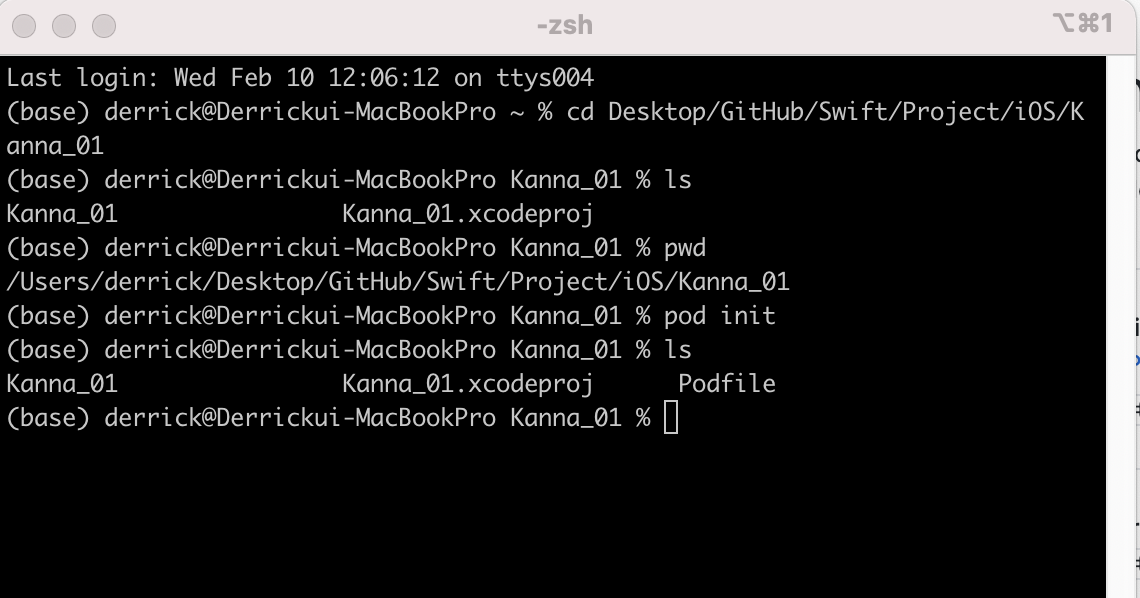 -zsh
⌥⌘1
Last login: Wed Feb 10 12:06:12 on ttys004
(base) derrick@Derrickui-MacBookPro ~ % cd Desktop/GitHub/Swift/Project/iOS/K
anna_01
(base) derrick@Derrickui-MacBookPro Kanna_01 % ls
Kanna_01                Kanna_01.xcodeproj
(base) derrick@Derrickui-MacBookPro Kanna_01 % pwd
/Users/derrick/Desktop/GitHub/Swift/Project/iOS/Kanna_01
(base) derrick@Derrickui-MacBookPro Kanna_01 % pod init
(base) derrick@Derrickui-MacBookPro Kanna_01 % ls
Kanna_01                Kanna_01.xcodeproj      Podfile
(base) derrick@Derrickui-MacBookPro Kanna_01 %